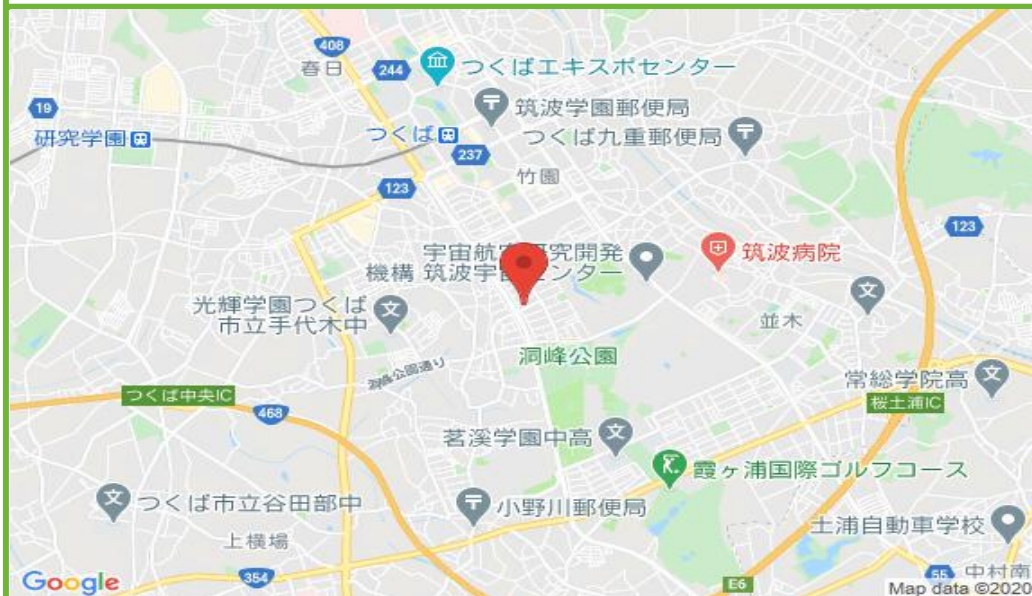 408
春日
244
つくばエキスポセンター
19
筑波学園郵便局
研究学園
つくば
つくば九重郵便局
237
竹園
123
123
宇宙航空研究開発
機構 筑波宇宙センター
筑波病院
光輝学園つくば
市立手代木中
並木
洞峰公園
洞峰公園通り
常総学院高
つくば中央IC
桜土浦IC
468
茗溪学園中高
霞ヶ浦国際ゴルフコース
つくば市立谷田部中
小野川郵便局
土浦自動車学校
上横場
354
55
中村南
E6
Google
Map data ©2020